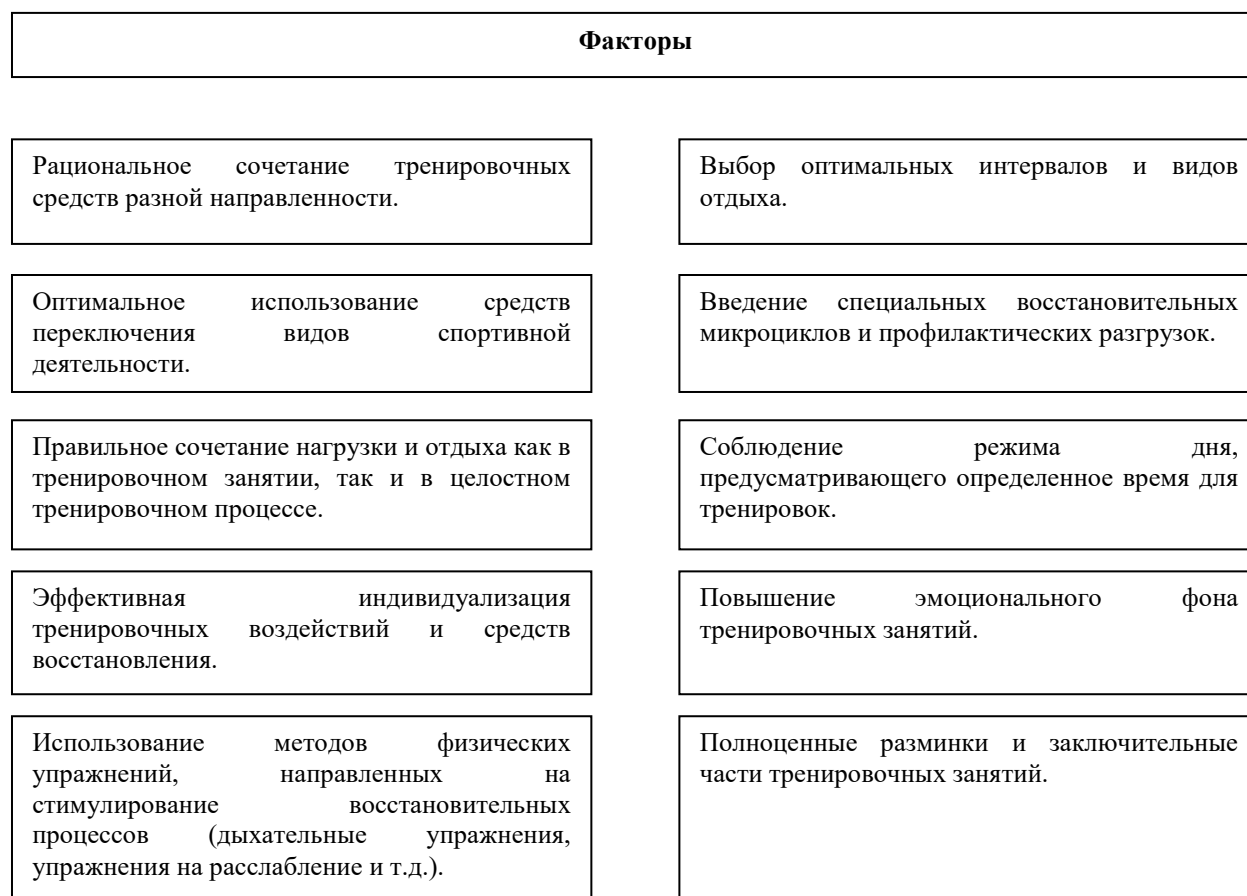 Факторы
Рациональное сочетание тренировочных
средств разной направленности.
Выбор оптимальных интервалов и видов
отдыха.
Оптимальное использование средств
переключения видов спортивной
деятельности.
Введение специальных восстановительных
микроциклов и профилактических разгрузок.
Правильное сочетание нагрузки и отдыха как в
тренировочном занятии, так и в целостном
тренировочном процессе.
Соблюдение режима дня,
предусматривающего определенное время для
тренировок.
Эффективная индивидуализация
тренировочных воздействий и средств
восстановления.
Повышение эмоционального фона
тренировочных занятий.
Использование методов физических
упражнений, направленных на
стимулирование восстановительных
процессов (дыхательные упражнения,
упражнения на расслабление и т.д.).
Полноценные разминки и заключительные
части тренировочных занятий.